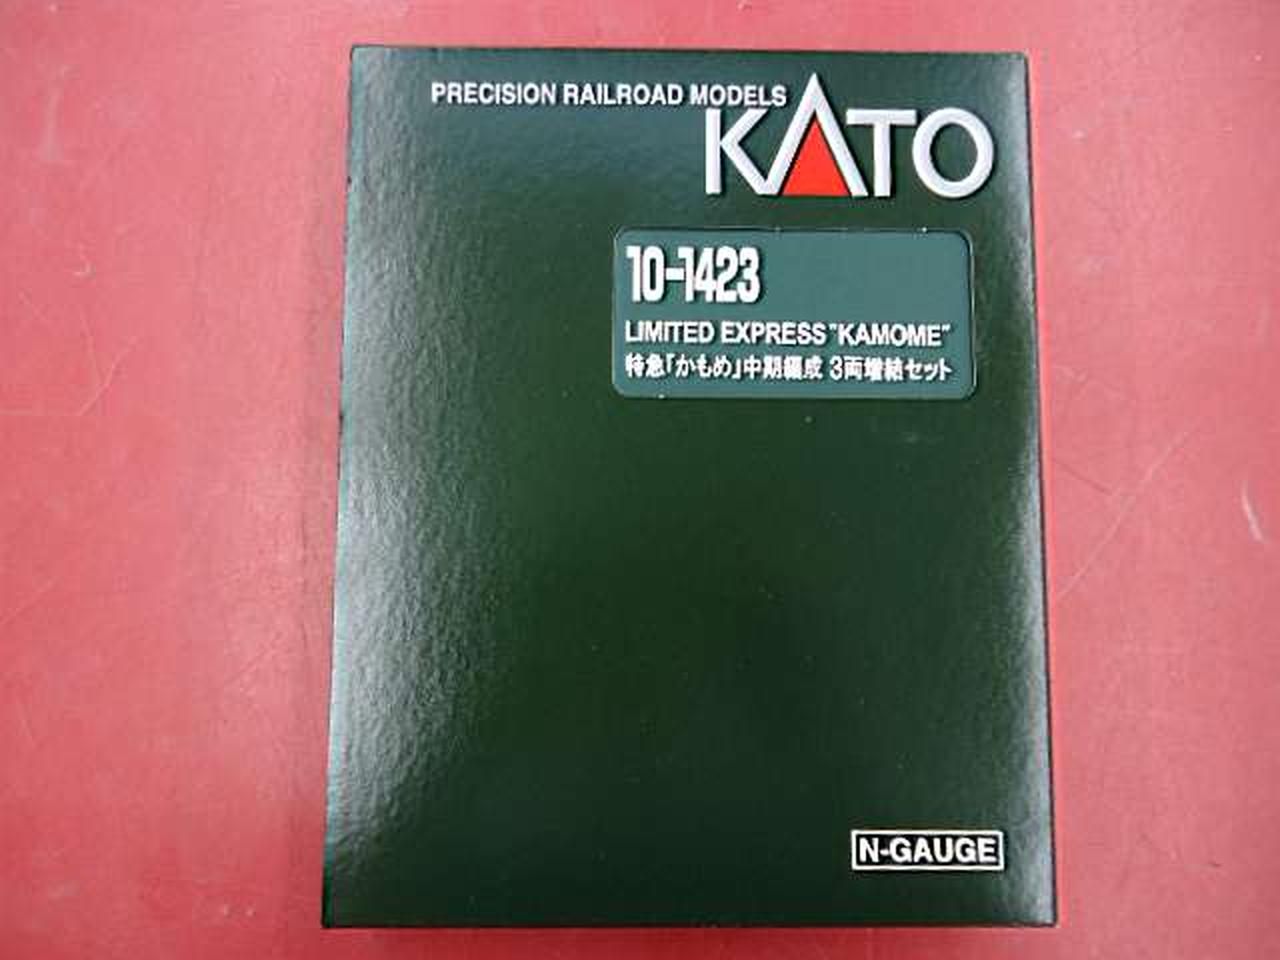 PRECISION RAILROAD MODELS
KATO
10-1423
LIMITED EXPRESS "KAMOME"
特急「かもめ」中期編成 3両増結セット
N-GAUGE